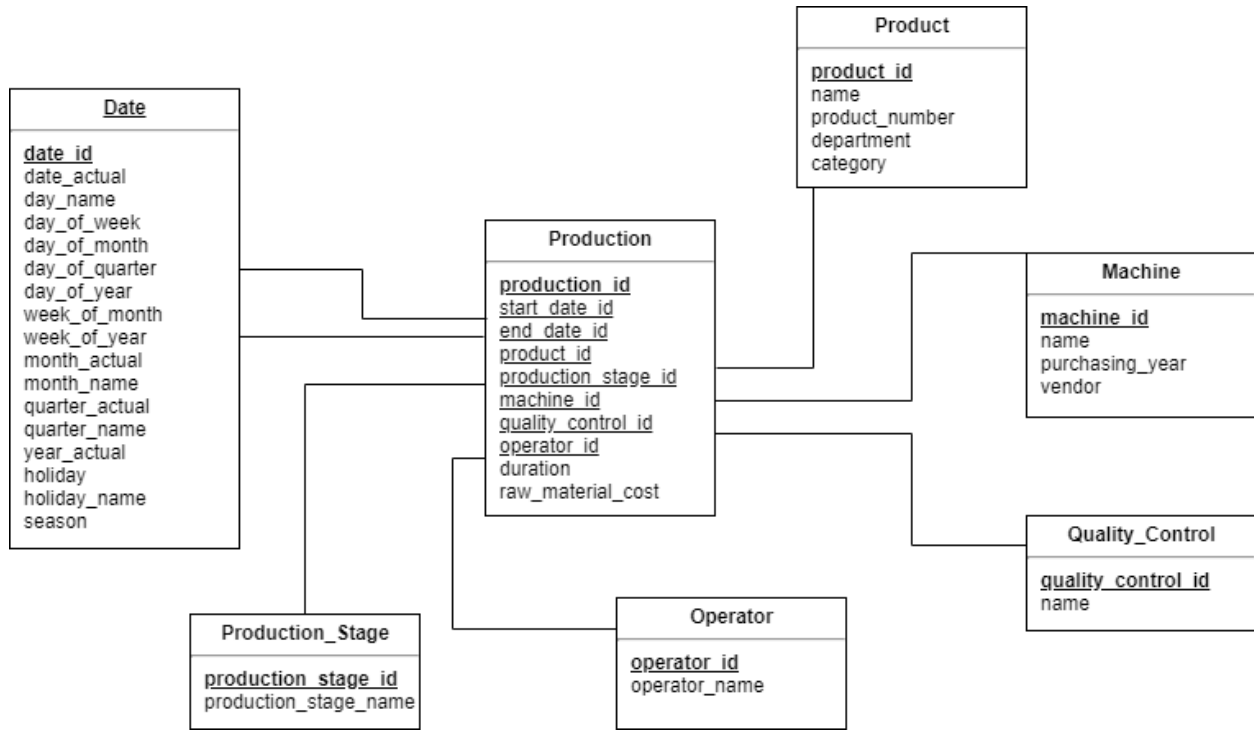 Product
product_id
name
product_number
department
category
Date
date_id
date_actual
day_name
day_of_week
day_of_month
day_of_quarter
day_of_year
week_of_month
week_of_year
month_actual
month_name
quarter_actual
quarter_name
year_actual
holiday
holiday_name
season
Production
production_id
start_date_id
end_date_id
product_id
production_stage_id
machine_id
quality_control_id
operator_id
duration
raw_material_cost
Machine
machine_id
name
purchasing_year
vendor
Quality_Control
quality_control_id
name
Production_Stage
production_stage_id
production_stage_name
Operator
operator_id
operator_name